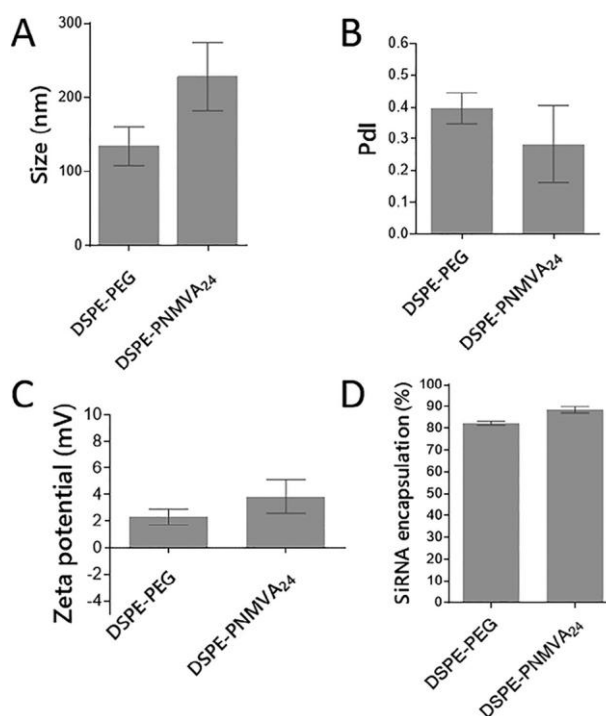 A
Size (nm)
300
200
100
0
DSPE-PEG
DSPE-PNMVA₂₄
B
PdI
0.6
0.5
0.4
0.3
0.2
0.1
0.0
DSPE-PEG
DSPE-PNMVA₂₄
C
Zeta potential (mV)
10
8
6
4
2
0
-2
-4
DSPE-PEG
DSPE-PNMVA₂₄
D
SiRNA encapsulation (%)
100
90
80
70
60
50
40
30
20
10
0
DSPE-PEG
DSPE-PNMVA₂₄